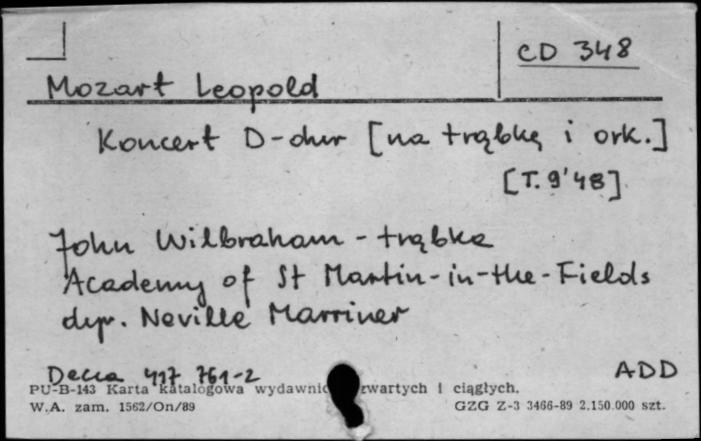 CD 348
Mozart Leopold
Koncert D-dur [na trąbkę i ork.]
[T. 9'48]
John Wilbraham - trąbka
Academy of St Martin-in-the-Fields
dyr. Neville Marriner
Decca 417 761-2 ADD
PU-B-143 Karta katalogowa wydawnic zwartych i ciągłych.
W.A. zam. 1562/On/89 GZG Z-3 3466-89 2.150.000 szt.